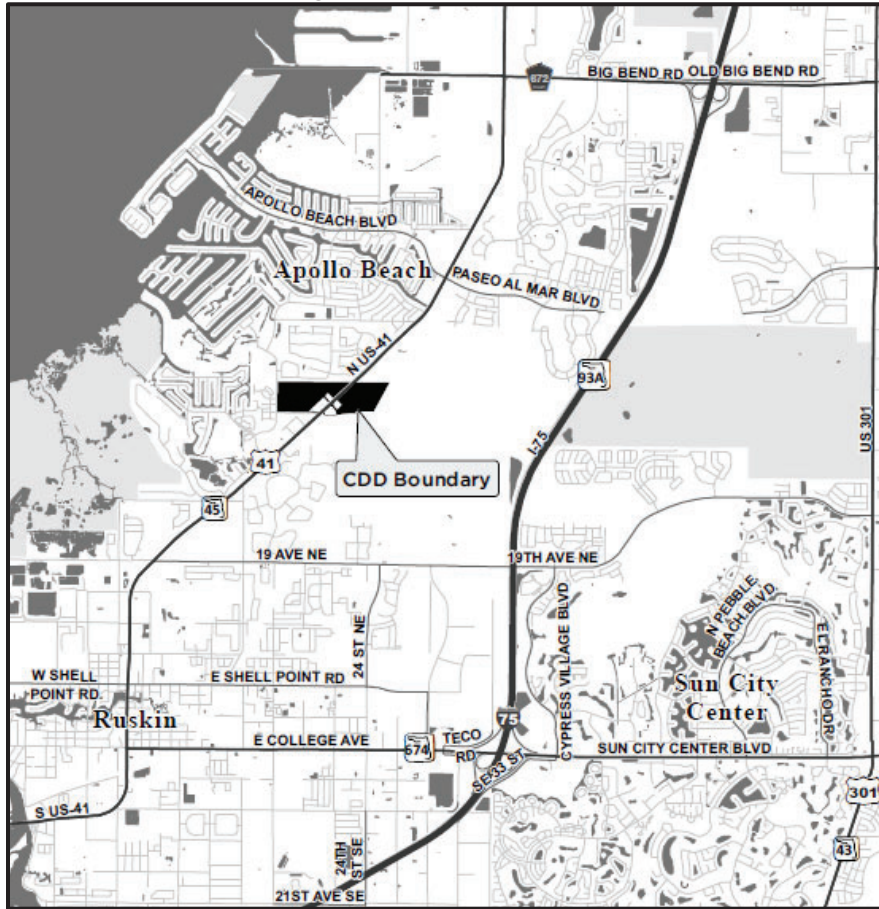 BIG BEND RD OLD BIG BEND RD
672
APOLLO BEACH BLVD
Apollo Beach
PASEO AL MAR BLVD
N US-41
93A
US 301
I-75
41
CDD Boundary
45
19 AVE NE
19TH AVE NE
24 ST NE
CYPRESS VILLAGE BLVD
N PEBBLE
BEACH BLVD.
EL RANCHO DR
W SHELL
POINT RD.
E SHELL POINT RD
Ruskin
Sun City
Center
75
E COLLEGE AVE
674
TECO
RD
SUN CITY CENTER BLVD
SE 33 ST
S US-41
301
43
24TH
ST SE
21ST AVE SE